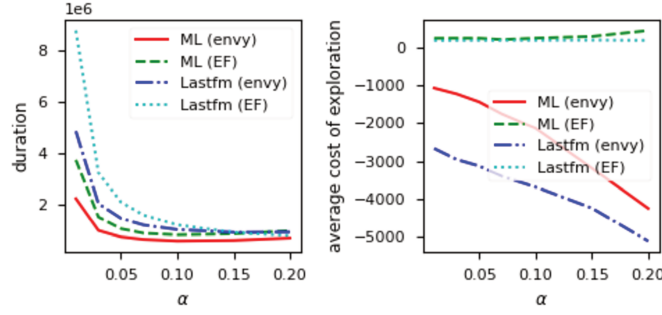 1e6
8
6
4
2
duration
ML (envy)
ML (EF)
Lastfm (envy)
Lastfm (EF)
0.05 0.10 0.15 0.20
α
0
−1000
−2000
−3000
−4000
−5000
average cost of exploration
ML (envy)
ML (EF)
Lastfm (envy)
Lastfm (EF)
0.05 0.10 0.15 0.20
α